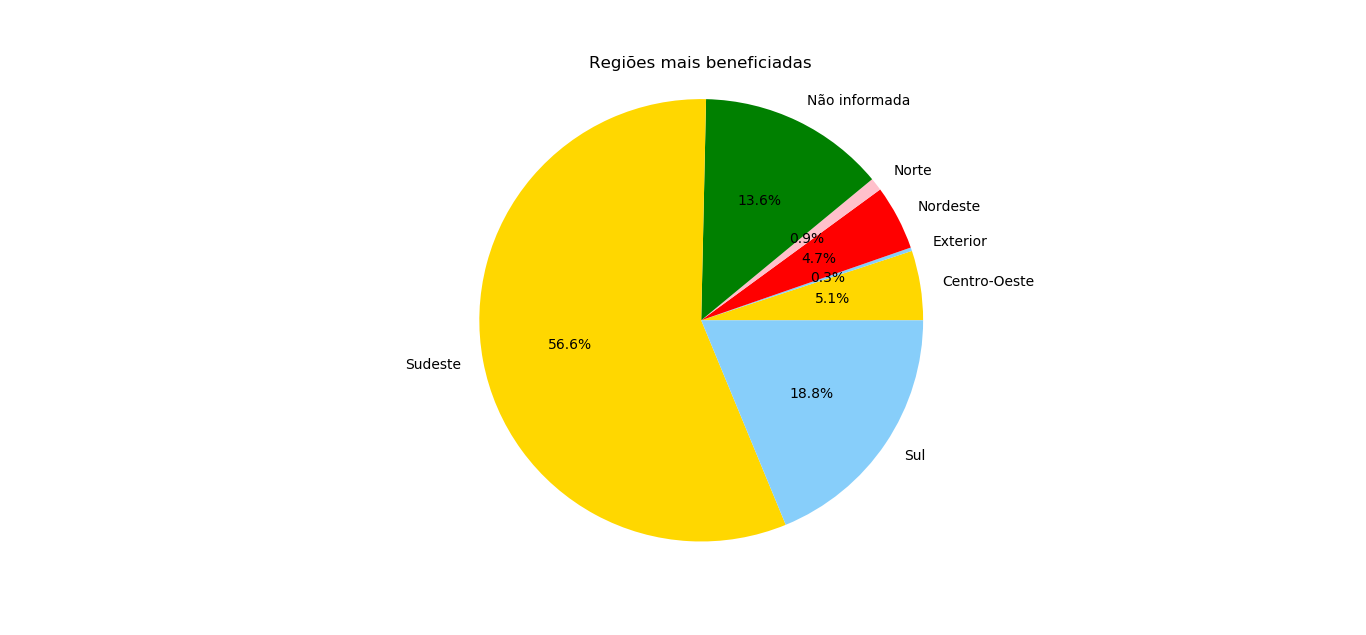 Regiões mais beneficiadas
Não informada
Norte
Nordeste
Exterior
Centro-Oeste
13.6%
0.9%
4.7%
0.3%
5.1%
56.6%
Sudeste
18.8%
Sul